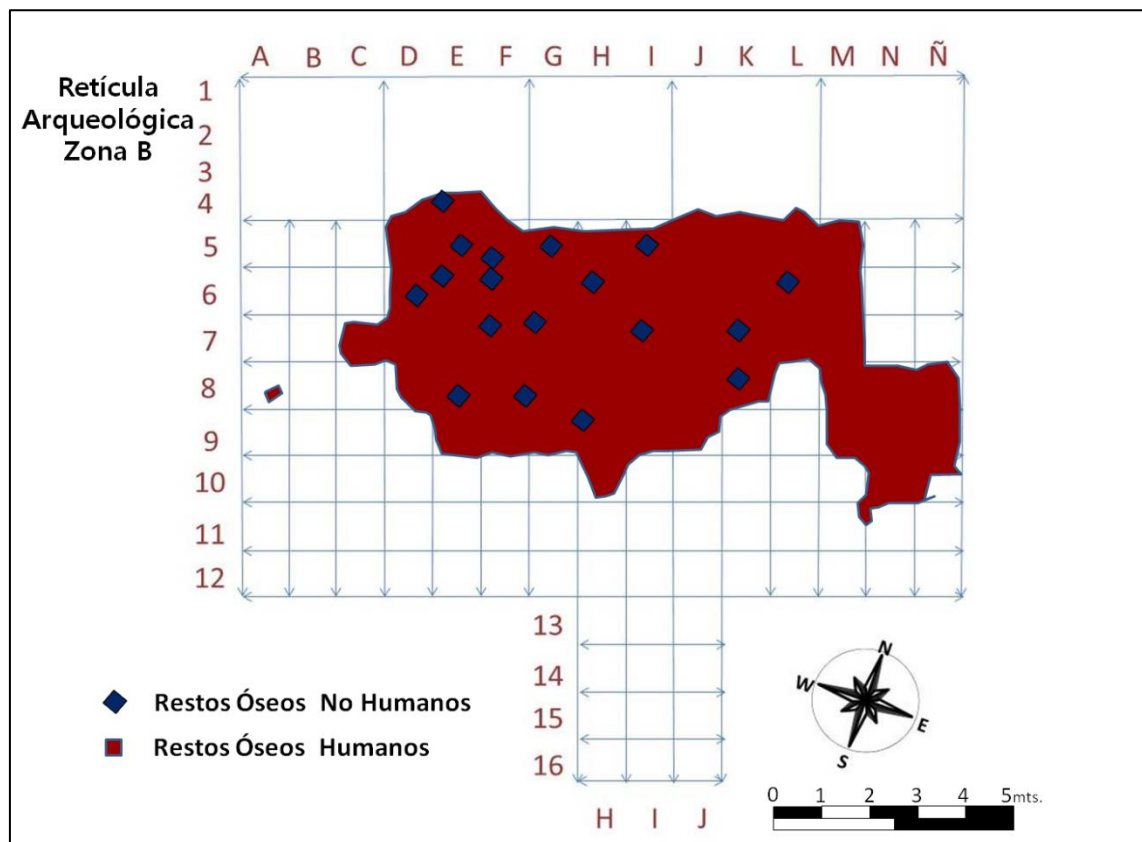 Retícula
Arqueológica
Zona B
A B C D E F G H I J K L M N Ñ
1
2
3
4
5
6
7
8
9
10
11
12
13
14
15
16
H I J
Restos Óseos No Humanos
Restos Óseos Humanos
N
W
E
S
0 1 2 3 4 5mts.